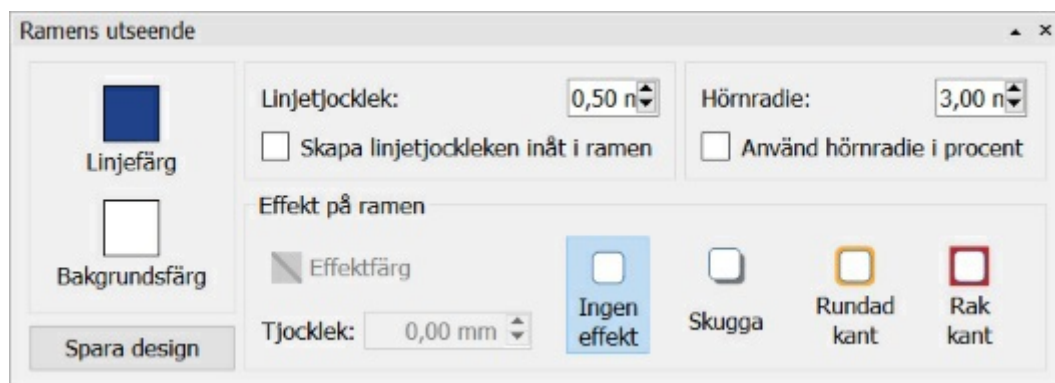 Ramens utseende
Linjefärg
Bakgrundsfärg
Spara design
Linjetjocklek: 0,50 n
Skapa linjetjockleken inåt i ramen
Hörnradie: 3,00 n
Använd hörnradie i procent
Effekt på ramen
Effektfärg
Tjocklek: 0,00 mm
Ingen
effekt
Skugga
Rundad
kant
Rak
kant